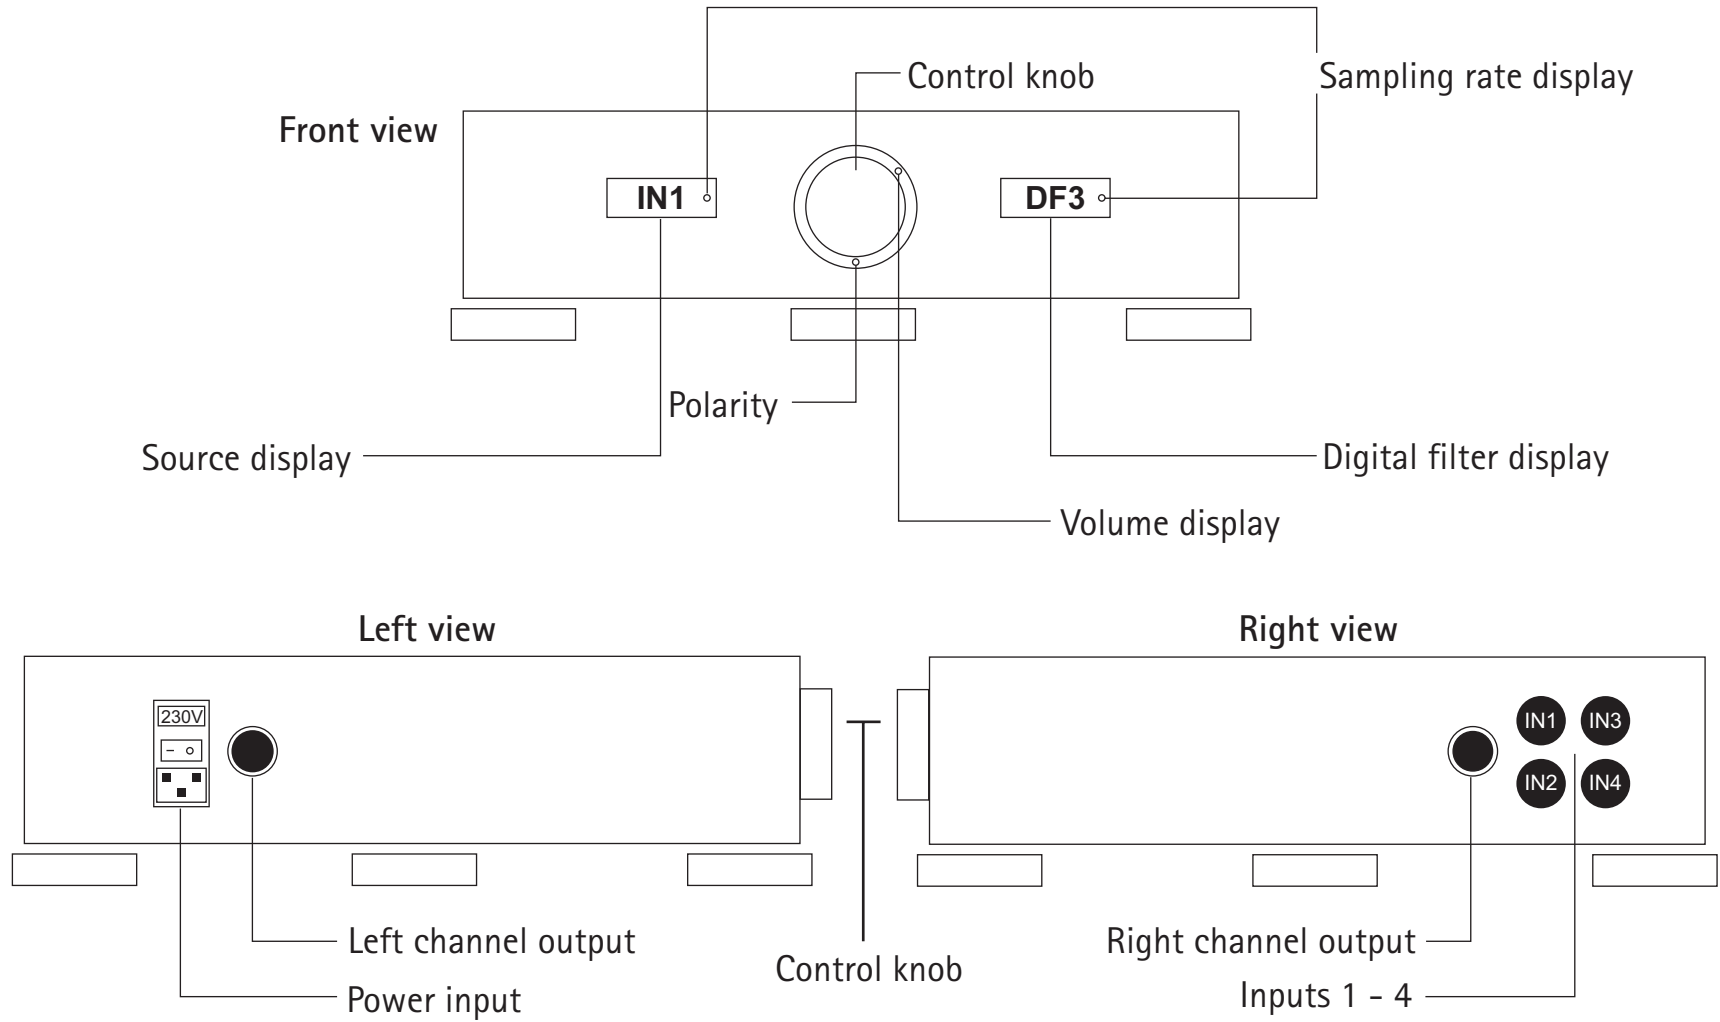 Control knob
Sampling rate display
Front view
IN1
DF3
Polarity
Source display
Digital filter display
Volume display
Left view
Right view
230V
IN1
IN3
IN2
IN4
Left channel output
Right channel output
Control knob
Power input
Inputs 1 - 4